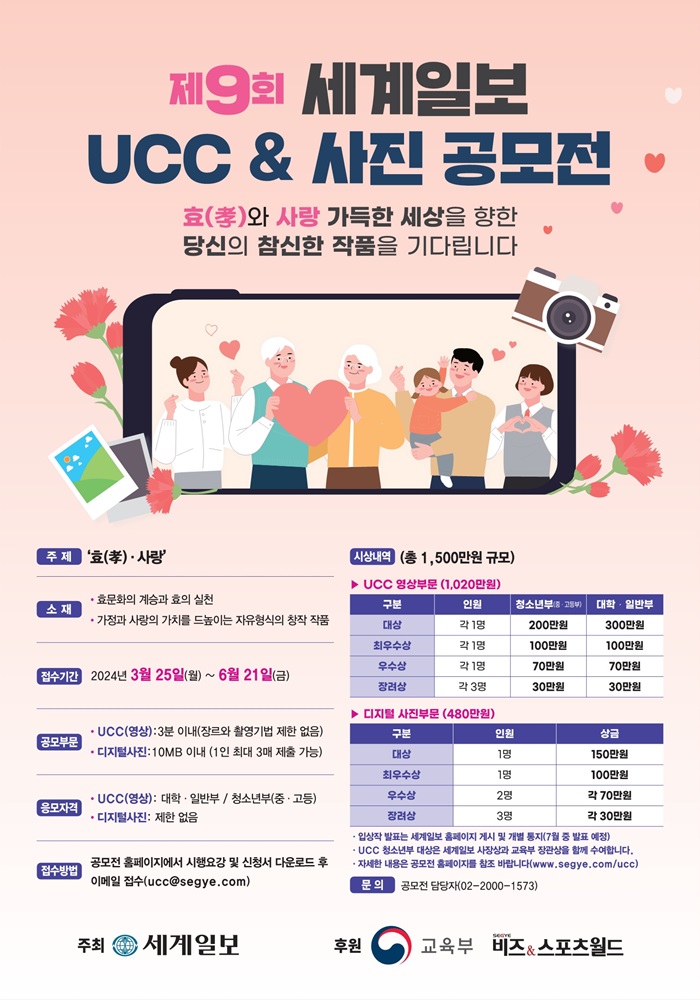 제9회 세계일보
UCC & 사진 공모전
효(孝)와 사랑 가득한 세상을 향한
당신의 참신한 작품을 기다립니다
주 제 '효(孝)·사랑'
소 재
• 효문화의 계승과 효의 실천
• 가정과 사랑의 가치를 드높이는 자유형식의 창작 작품
접수기간 2024년 3월 25일(월) ~ 6월 21일(금)
공모부문
• UCC(영상):3분 이내(장르와 촬영기법 제한 없음)
• 디지털사진:10MB 이내 (1인 최대 3매 제출 가능)
응모자격
• UCC(영상): 대학·일반부 / 청소년부(중·고등)
• 디지털사진: 제한 없음
접수방법
공모전 홈페이지에서 시행요강 및 신청서 다운로드 후
이메일 접수(ucc@segye.com)
시상내역 (총 1,500만원 규모)
▶ UCC 영상부문 (1,020만원)
구분 인원 청소년부(중·고등부) 대학·일반부
대상 각 1명 200만원 300만원
최우수상 각 1명 100만원 100만원
우수상 각 1명 70만원 70만원
장려상 각 3명 30만원 30만원
▶ 디지털 사진부문 (480만원)
구분 인원 상금
대상 1명 150만원
최우수상 1명 100만원
우수상 2명 각 70만원
장려상 3명 각 30만원
· 입상작 발표는 세계일보 홈페이지 게시 및 개별 통지(7월 중 발표 예정)
· UCC 청소년부 대상은 세계일보 사장상과 교육부 장관상을 함께 수여합니다.
· 자세한 내용은 공모전 홈페이지를 참조 바랍니다(www.segye.com/ucc)
문 의 공모전 담당자(02-2000-1573)
주최 세계일보
후원 교육부 SEGYE 비즈&스포츠월드